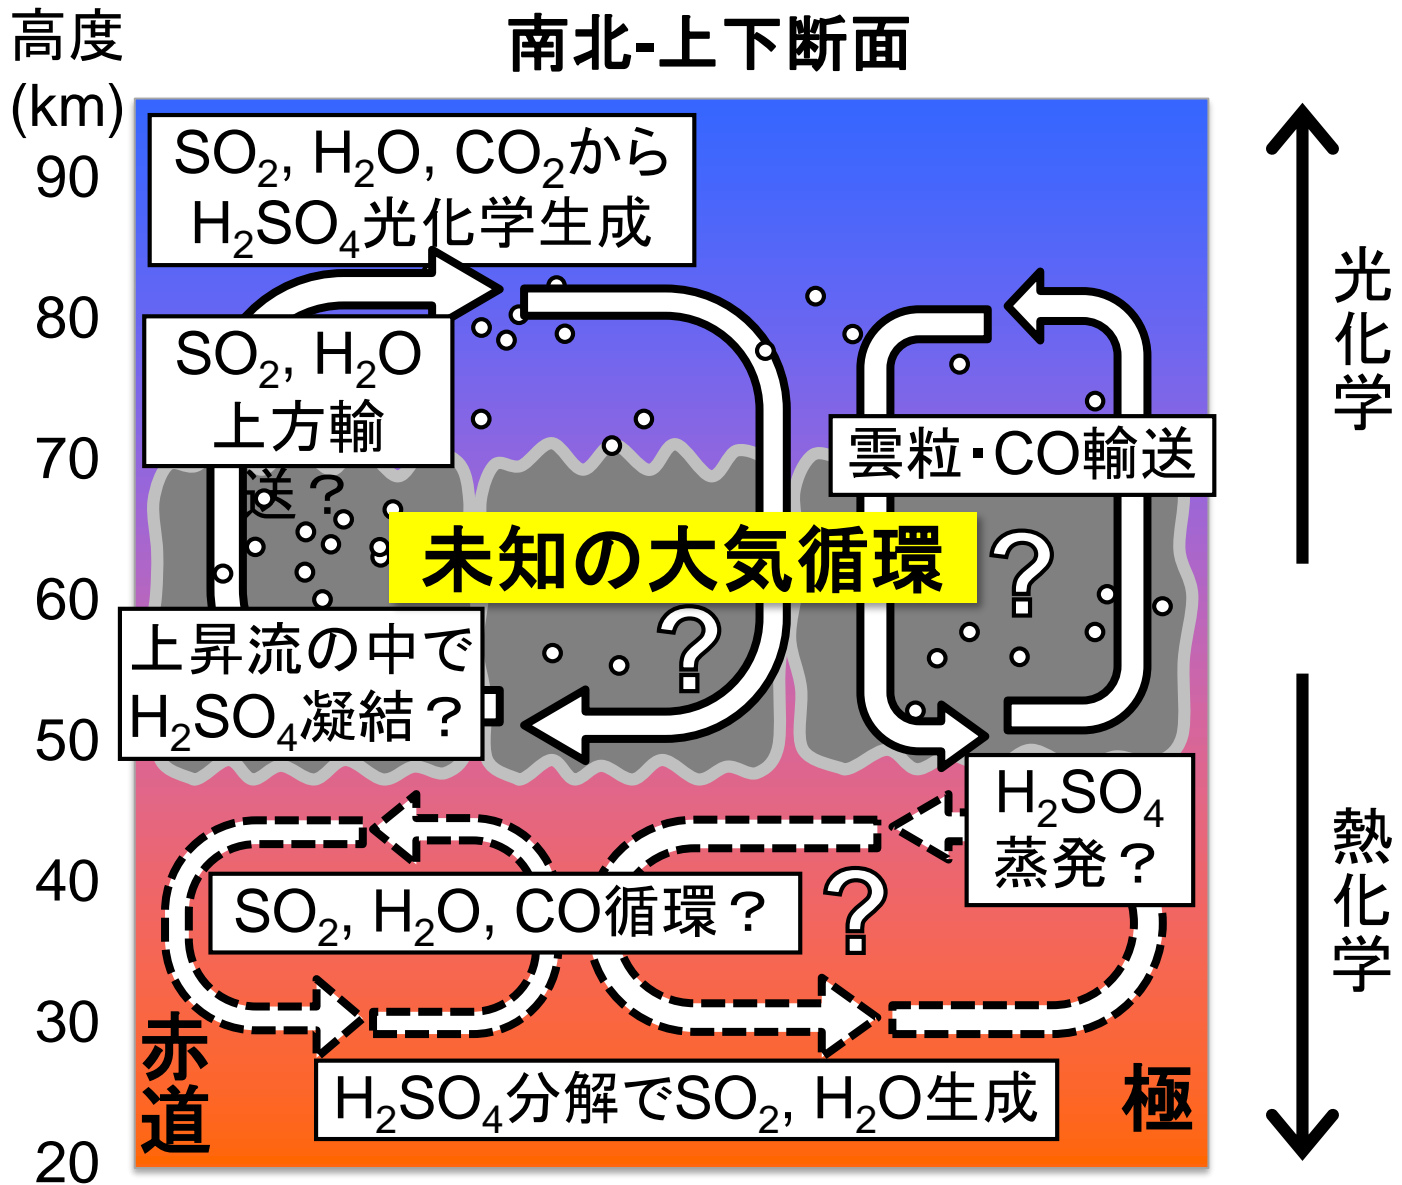 南北-上下断面
高度
(km)
90
80
70
60
50
40
30
20
SO2, H2O, CO2から
H2SO4光化学生成
SO2, H2O
上方輸
送？
雲粒・CO輸送
未知の大気循環
?
?
上昇流の中で
H2SO4凝結？
H2SO4
蒸発？
SO2, H2O, CO循環？
?
H2SO4分解でSO2, H2O生成
赤道
極
光化学
熱化学